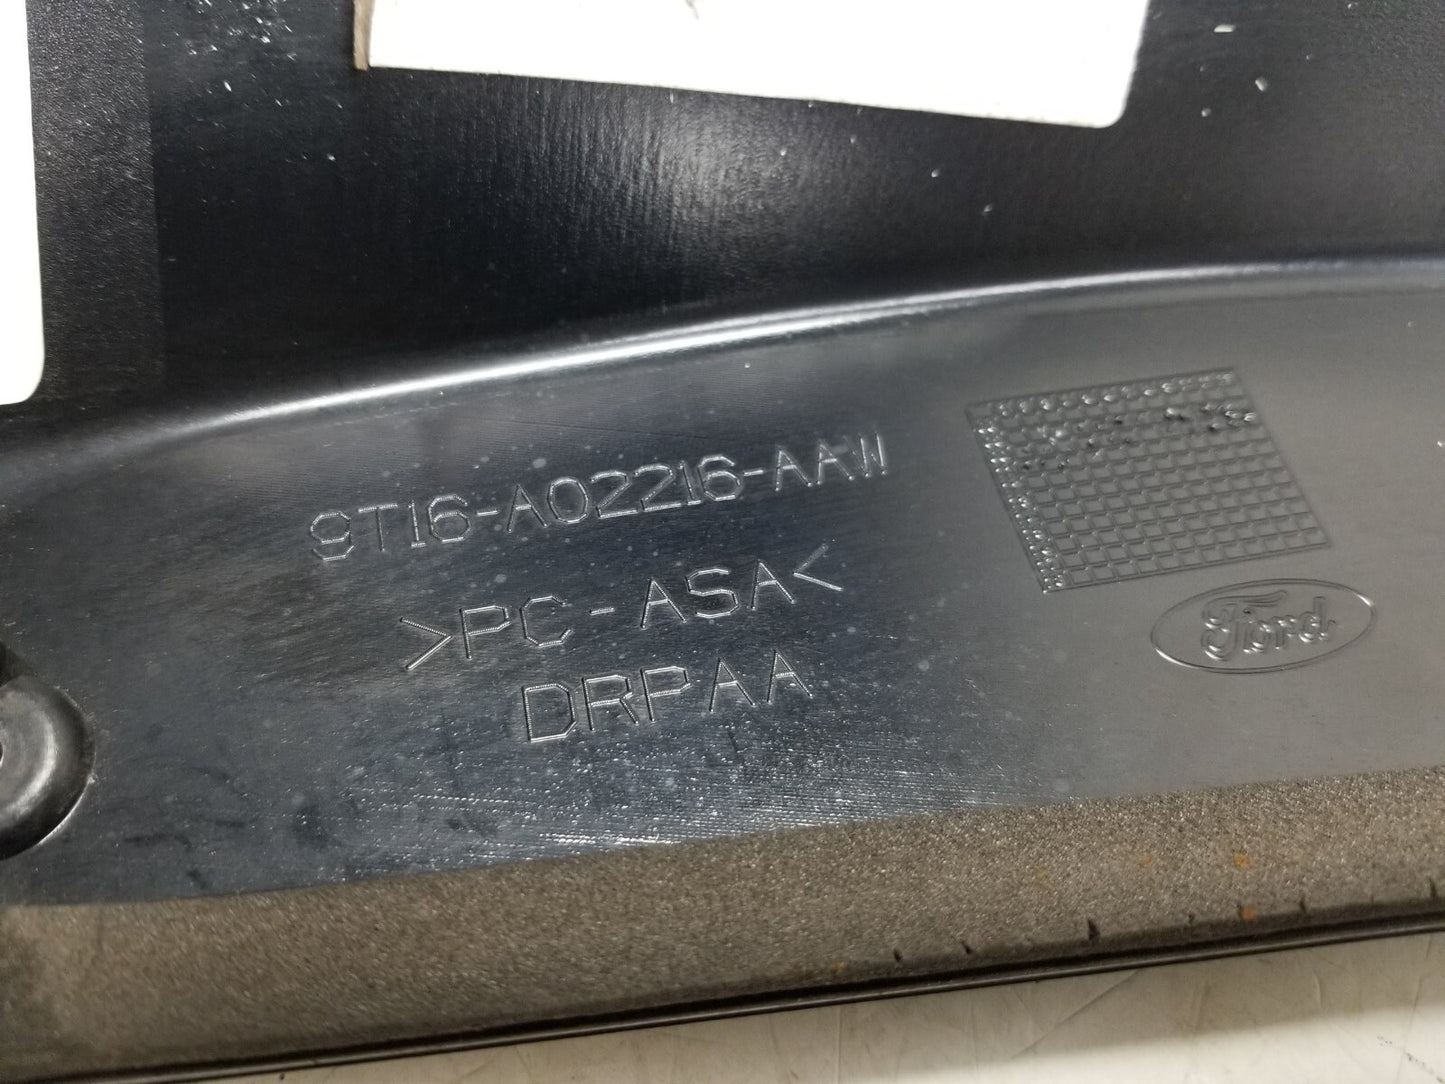 9T16-A02216-AAW
>PC-ASA<
DRPAA
Ford